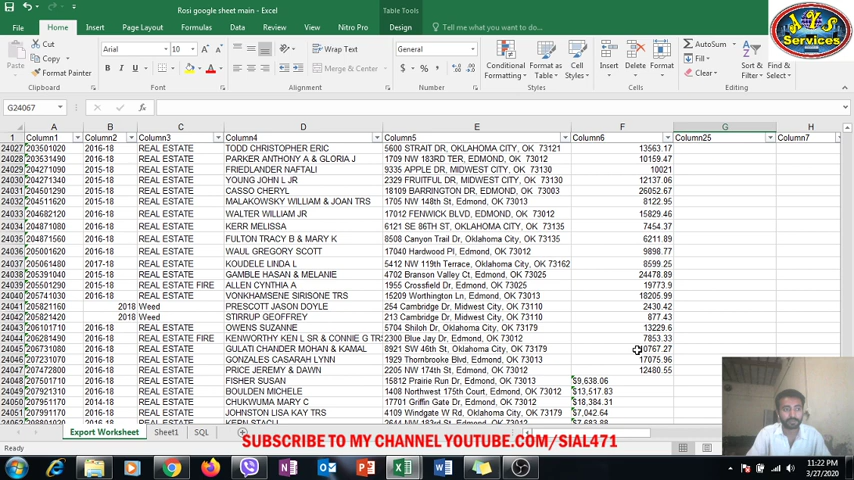 Rosi google sheet main - Excel
Table Tools
File Home Insert Page Layout Formulas Data Review View Nitro Pro Design Tell me what you want to do...
JYS
Services
Cut
Copy
Format Painter
Paste
Clipboard
Arial 10
B I U
Font
Wrap Text
Merge & Center
Alignment
General
$ % ,
Number
Conditional Formatting
Format as Table
Cell Styles
Styles
Insert Delete Format
Cells
AutoSum
Fill
Clear
Sort & Filter
Find & Select
Editing
G24067
A B C D E F G H
1 Column1 Column2 Column3 Column4 Column5 Column6 Column25 Column7
24027 203501020 2016-18 REAL ESTATE TODD CHRISTOPHER ERIC 5600 STRAIT DR, OKLAHOMA CITY, OK 73121 13563.17
24028 203531490 2016-18 REAL ESTATE PARKER ANTHONY A & GLORIA J 1709 NW 183RD TER, EDMOND, OK 73012 10159.47
24029 204271090 2015-18 REAL ESTATE FRIEDLANDER NAFTALI 9335 APPLE DR, MIDWEST CITY, OK 73130 10021
24030 204271340 2015-18 REAL ESTATE YOUNG JOHN L JR 2329 FRUITFUL DR, MIDWEST CITY, OK 73130 12137.06
24031 204501290 2016-18 REAL ESTATE CASSO CHERYL 18109 BARRINGTON DR, EDMOND, OK 73003 26052.67
24032 204511620 2015-18 REAL ESTATE MALAKOWSKY WILLIAM & JOAN TRS 1705 NW 148th St, Edmond, OK 73013 8122.95
24033 204682120 2016-18 REAL ESTATE WALTER WILLIAM JR 17012 FENWICK BLVD, EDMOND, OK 73012 15829.46
24034 204871080 2016-18 REAL ESTATE KERR MELISSA 6121 SE 86TH ST, OKLAHOMA CITY, OK 73135 7454.37
24035 204871560 2016-18 REAL ESTATE FULTON TRACY B & MARY K 8508 Canyon Trail Dr, Oklahoma City, OK 6211.89
24036 205001620 2016-18 REAL ESTATE WAUL GREGORY SCOTT 17040 Hardwood Pl, Edmond, OK 73012 9898.77
24037 205061480 2017-18 REAL ESTATE KOUDELE LINDA L 5412 NW 119th Terrace, Oklahoma City, OK 73162 8599.25
24038 205391040 2015-18 REAL ESTATE GAMBLE HASAN & MELANIE 4702 Branson Valley Ct, Edmond, OK 73025 24478.89
24039 205501290 2015-18 REAL ESTATE FIRE ALLEN CYNTHIA A 1955 Crossfield Dr, Edmond, OK 73025 19773.9
24040 205741030 2016-18 REAL ESTATE VONKHAMSENE SIRISONE TRS 15209 Worthington Ln, Edmond, OK 73013 18205.99
24041 205821160 2018 Weed PRESCOTT JASON DOYLE 254 Cambridge Dr, Midwest City, OK 73110 2430.42
24042 205821420 2018 Weed STIRRUP GEOFFREY 213 Cambridge Dr, Midwest City, OK 73110 877.43
24043 206101710 2016-18 REAL ESTATE OWENS SUZANNE 5704 Shiloh Dr, Oklahoma City, OK 73179 13229.6
24044 206281490 2016-18 REAL ESTATE FIRE KENWORTHY KEN L SR & CONNIE G TR 2300 Blue Jay Dr, Edmond, OK 73012 7853.33
24045 206731080 2016-18 REAL ESTATE GULATI CHANDER MOHAN & KAMAL 8921 SW 46th St, Oklahoma City, OK 73179 10767.27
24046 207231070 2016-18 REAL ESTATE GONZALES CASARAH LYNN 1929 Thornbrooke Blvd, Edmond, OK 73013 17075.96
24047 207472800 2016-18 REAL ESTATE PRICE JEREMY & DAWN 2205 NW 174th St, Edmond, OK 73012 12480.55
24048 207501710 2016-18 REAL ESTATE FISHER SUSAN 15812 Prairie Run Dr, Edmond, OK 73013 $9,638.06
24049 207923110 2016-18 REAL ESTATE BOULDEN MICHELE 1408 Northwest 175th Court, Edmond, OK 73012 $13,517.83
24050 207961790 2014-18 REAL ESTATE CHUKWUMA MARY C 17701 Griffin Gate Dr, Edmond, OK 73012 $18,384.31
24051 207991170 2016-18 REAL ESTATE JOHNSTON LISA KAY TRS 4109 Windgate W Rd, Oklahoma City, OK 73179 $7,042.64
Export Worksheet Sheet1 SQL
Ready
SUBSCRIBE TO MY CHANNEL YOUTUBE.COM/SIAL471
11:22 PM
3/27/2020